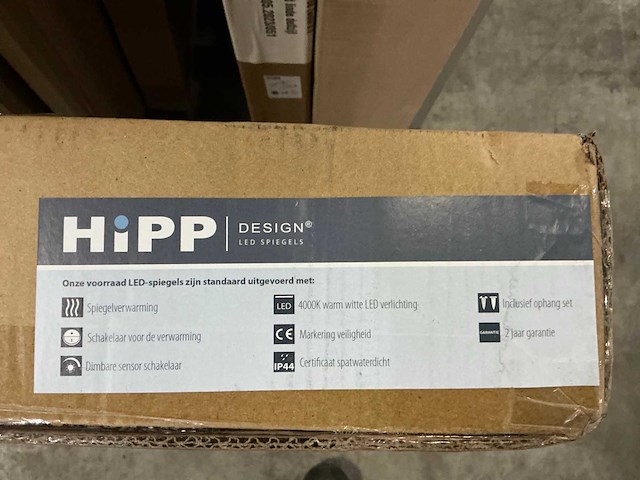 HiPP DESIGN®
LED SPIEGELS
Onze voorraad LED-spiegels zijn standaard uitgevoerd met:
Spiegelverwarming
Schakelaar voor de verwarming
Dimbare sensor schakelaar
LED 4000K warm witte LED verlichting
CE Markering veiligheid
IP44 Certificaat spatwaterdicht
Inclusief ophang set
GARANTIE 2 jaar garantie